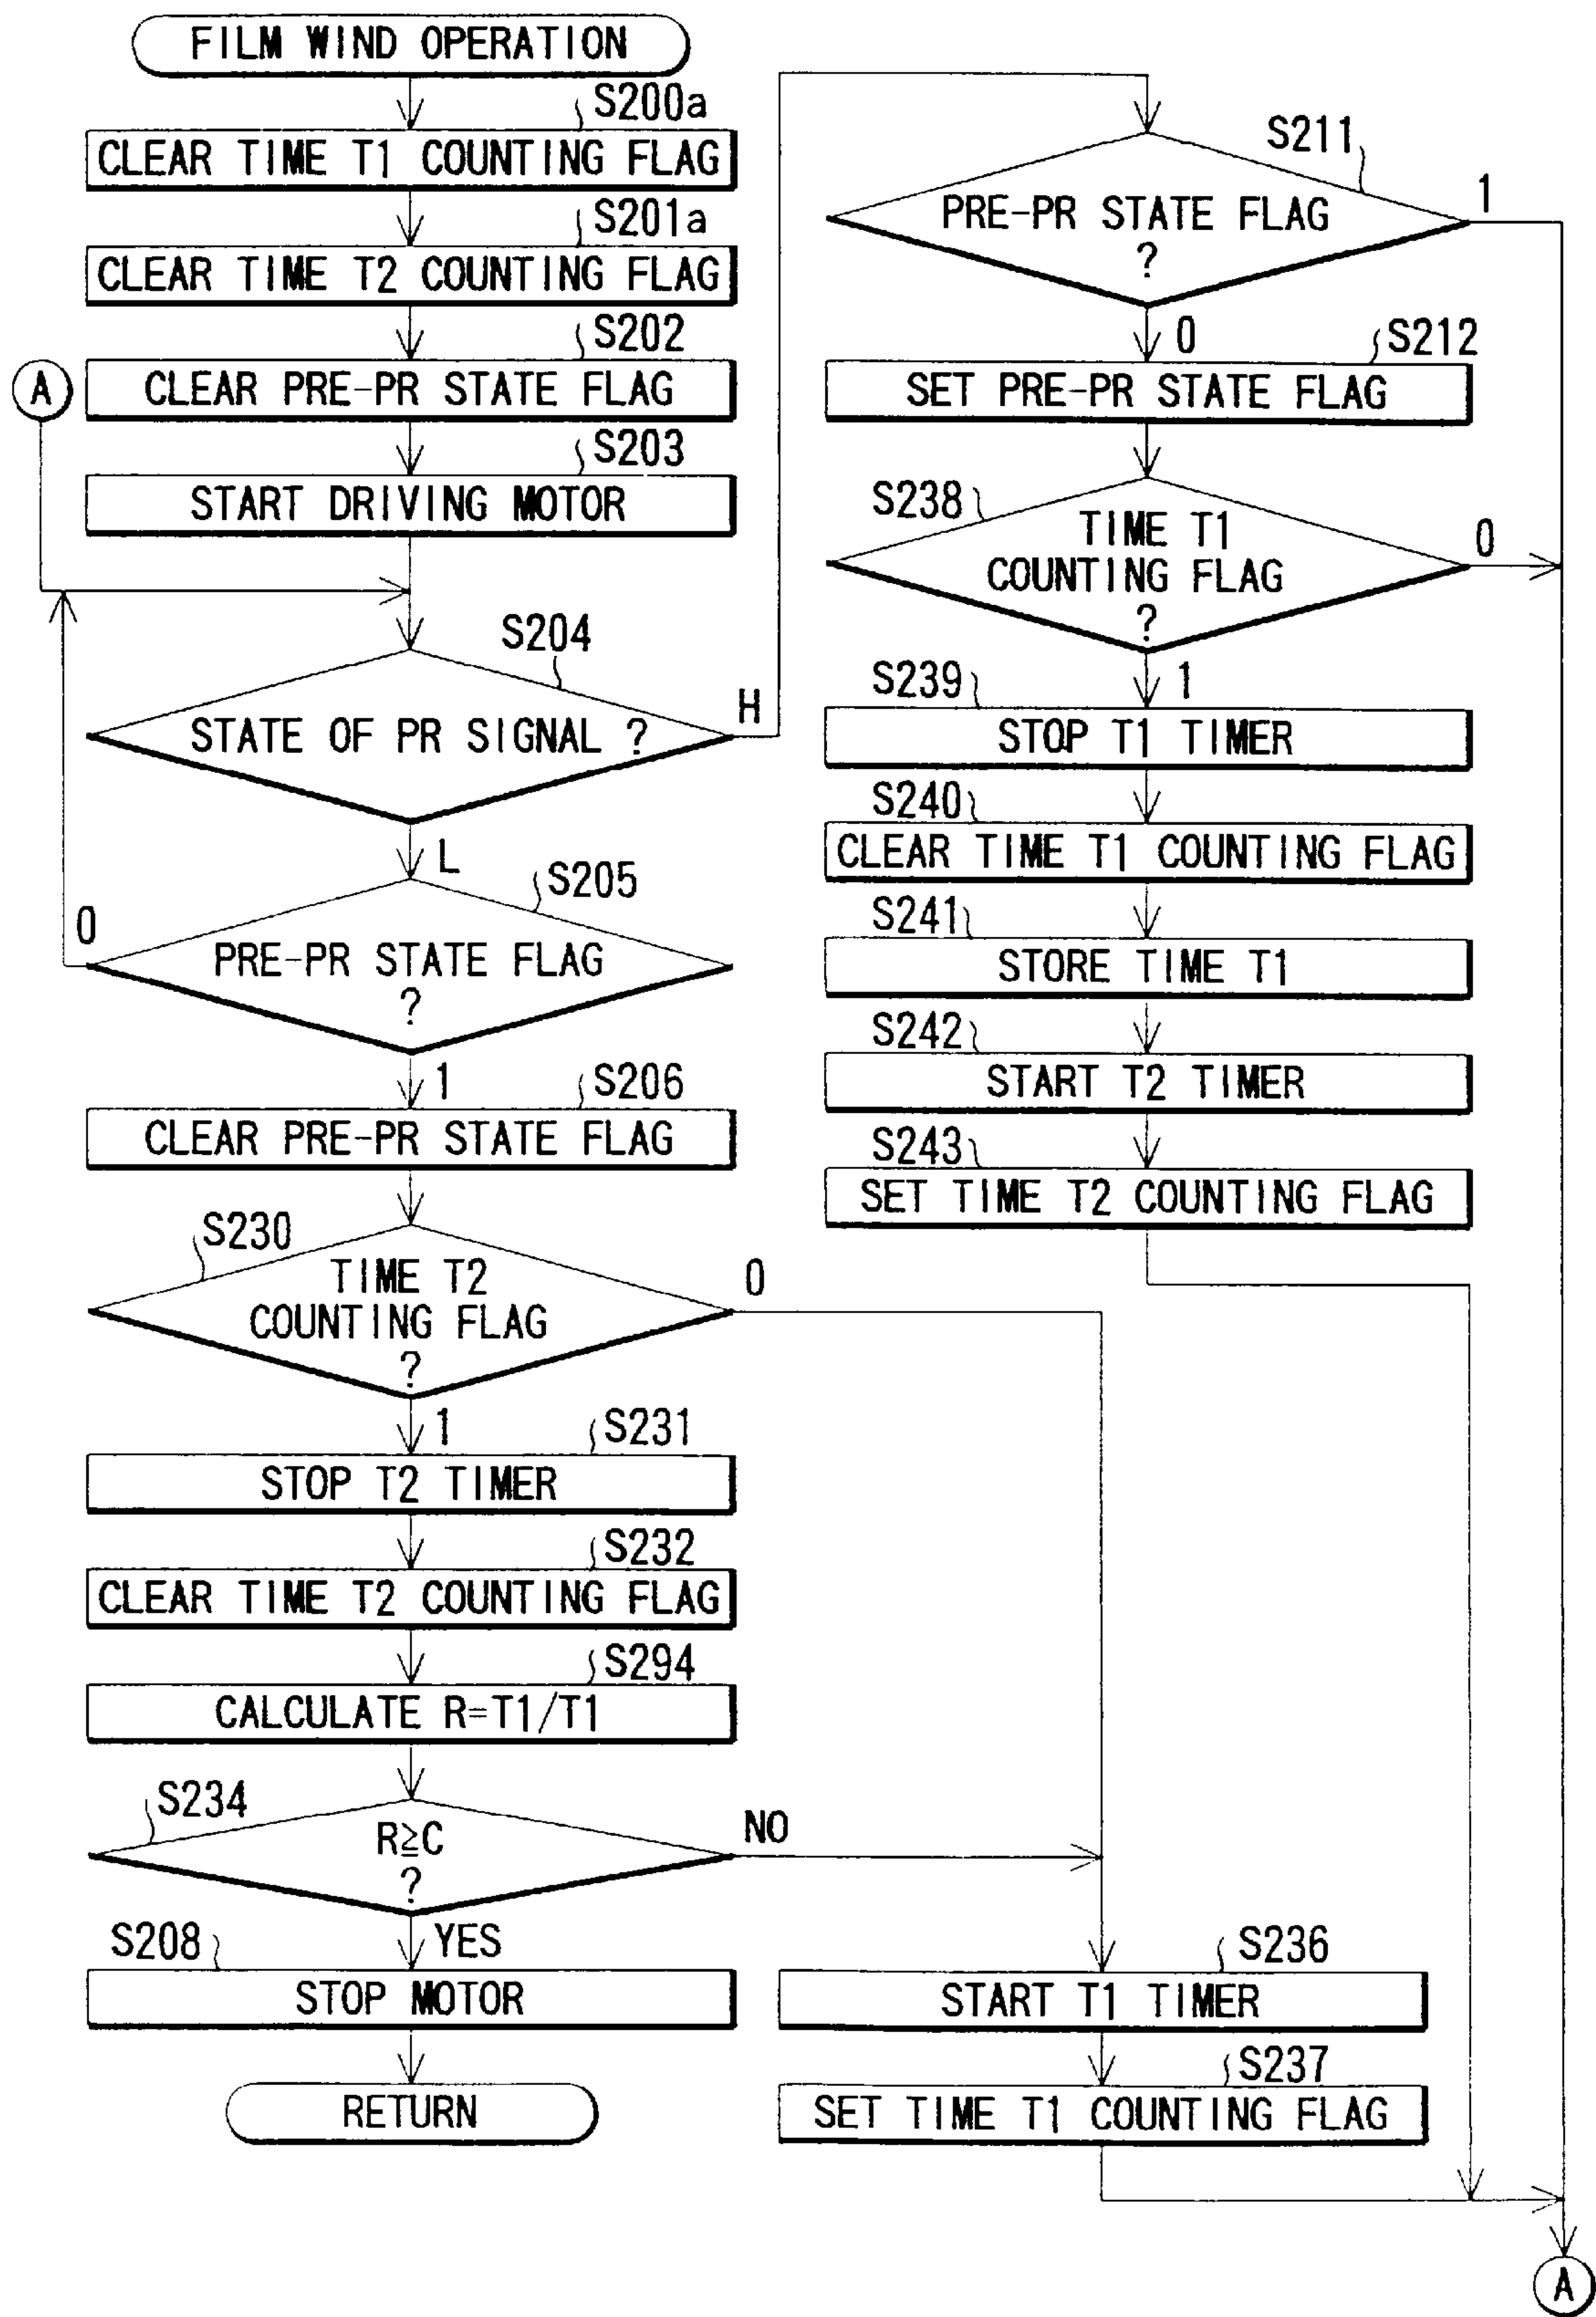 FILM WIND OPERATION
S200a
CLEAR TIME T1 COUNTING FLAG
S201a
CLEAR TIME T2 COUNTING FLAG
S202
A
CLEAR PRE-PR STATE FLAG
S203
START DRIVING MOTOR
S204
STATE OF PR SIGNAL ?
H
L
S205
0
PRE-PR STATE FLAG
?
1
S206
CLEAR PRE-PR STATE FLAG
S230
TIME T2
COUNTING FLAG
?
0
1
S231
STOP T2 TIMER
S232
CLEAR TIME T2 COUNTING FLAG
S294
CALCULATE R=T1/T1
S234
R≧C
?
NO
YES
S208
STOP MOTOR
RETURN
S211
PRE-PR STATE FLAG
?
1
0
S212
SET PRE-PR STATE FLAG
S238
TIME T1
COUNTING FLAG
?
0
1
S239
STOP T1 TIMER
S240
CLEAR TIME T1 COUNTING FLAG
S241
STORE TIME T1
S242
START T2 TIMER
S243
SET TIME T2 COUNTING FLAG
S236
START T1 TIMER
S237
SET TIME T1 COUNTING FLAG
A